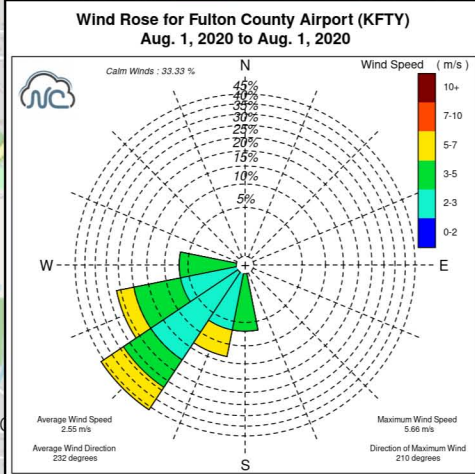 Wind Rose for Fulton County Airport (KFTY)
Aug. 1, 2020 to Aug. 1, 2020
NC
Calm Winds : 33.33 %
N
Wind Speed ( m/s )
45%
40%
35%
30%
25%
20%
15%
10%
5%
10+
7-10
5-7
3-5
2-3
0-2
W
E
Average Wind Speed
2.55 m/s
Average Wind Direction
232 degrees
Maximum Wind Speed
5.66 m/s
Direction of Maximum Wind
210 degrees
S